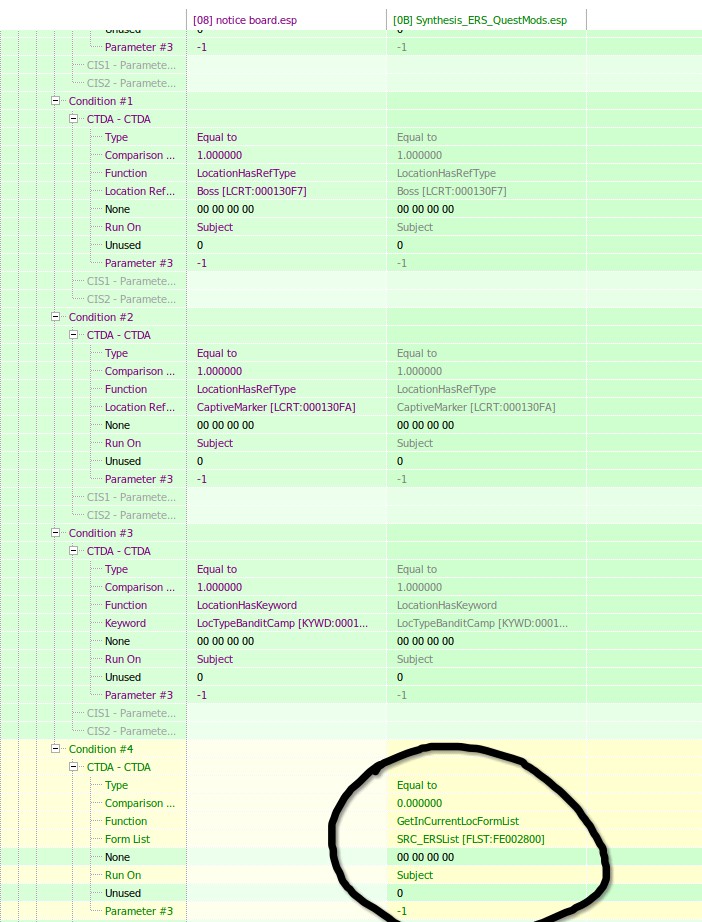 [08] notice board.esp [0B] Synthesis_ERS_QuestMods.esp
Unused 0 0
Parameter #3 -1 -1
CIS1 - Paramete...
CIS2 - Paramete...
Condition #1
CTDA - CTDA
Type Equal to Equal to
Comparison ... 1.000000 1.000000
Function LocationHasRefType LocationHasRefType
Location Ref... Boss [LCRT:000130F7] Boss [LCRT:000130F7]
None 00 00 00 00 00 00 00 00
Run On Subject Subject
Unused 0 0
Parameter #3 -1 -1
CIS1 - Paramete...
CIS2 - Paramete...
Condition #2
CTDA - CTDA
Type Equal to Equal to
Comparison ... 1.000000 1.000000
Function LocationHasRefType LocationHasRefType
Location Ref... CaptiveMarker [LCRT:000130FA] CaptiveMarker [LCRT:000130FA]
None 00 00 00 00 00 00 00 00
Run On Subject Subject
Unused 0 0
Parameter #3 -1 -1
CIS1 - Paramete...
CIS2 - Paramete...
Condition #3
CTDA - CTDA
Type Equal to Equal to
Comparison ... 1.000000 1.000000
Function LocationHasKeyword LocationHasKeyword
Keyword LocTypeBanditCamp [KYWD:0001... LocTypeBanditCamp [KYWD:0001...
None 00 00 00 00 00 00 00 00
Run On Subject Subject
Unused 0 0
Parameter #3 -1 -1
CIS1 - Paramete...
CIS2 - Paramete...
Condition #4
CTDA - CTDA
Type Equal to
Comparison ... 0.000000
Function GetInCurrentLocFormList
Form List SRC_ERSList [FLST:FE002800]
None 00 00 00 00
Run On Subject
Unused 0
Parameter #3 -1